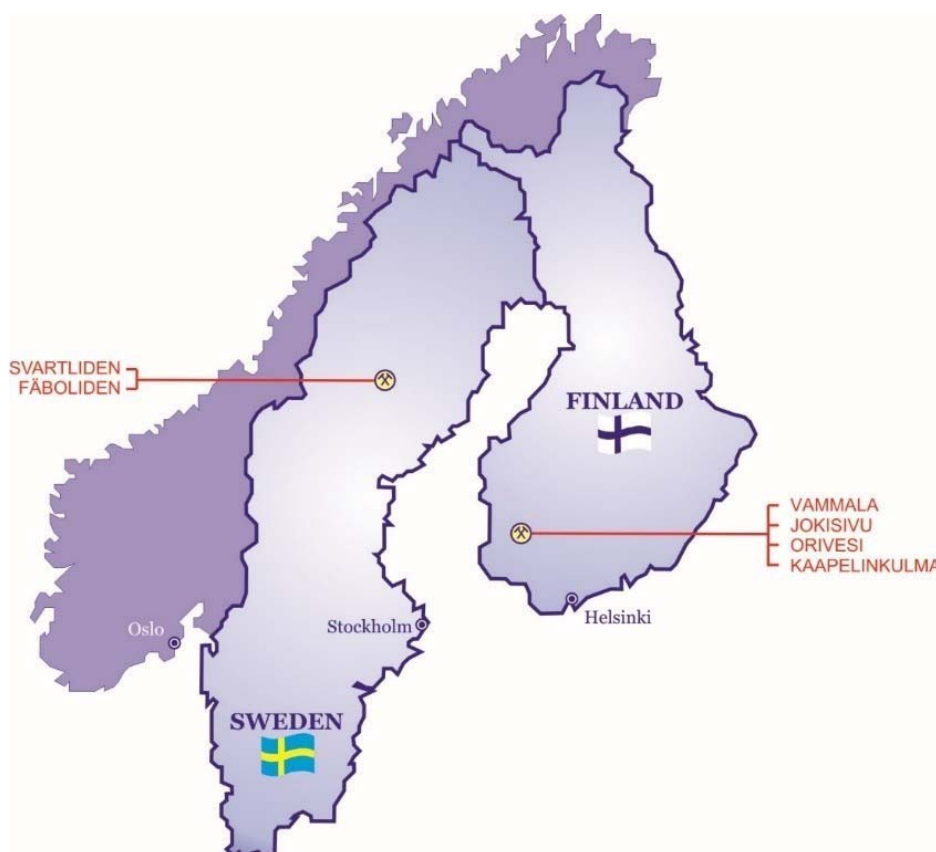 SVARTLIDEN
FÄBOLIDEN
FINLAND
VAMMALA
JOKISIVU
ORIVESI
KAAPELINKULMA
Helsinki
Stockholm
Oslo
SWEDEN